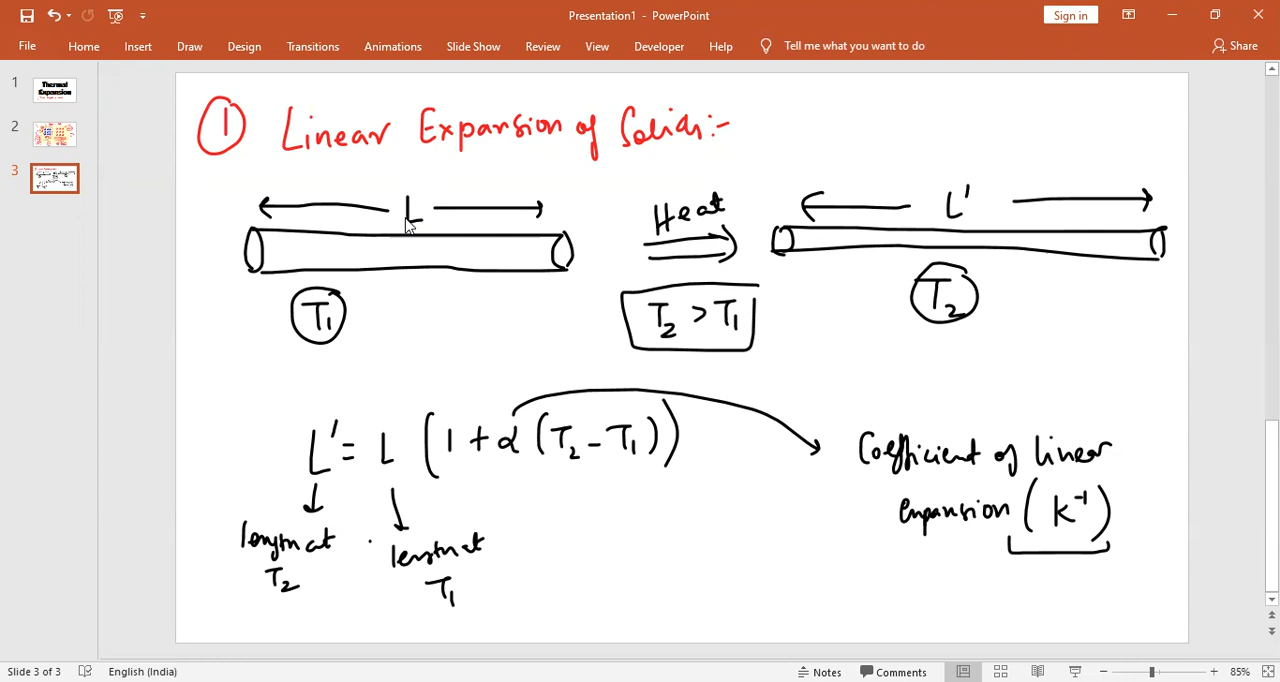 Presentation1 - PowerPoint
Sign in
File Home Insert Draw Design Transitions Animations Slide Show Review View Developer Help Tell me what you want to do Share
1
Thermal
Expansion
2
3
① Linear Expansion of Solids:-
L
Heat
L'
T₁
T₂ > T₁
T₂
L' = L (1 + α (T₂ - T₁))
Coefficient of linear
expansion (K⁻¹)
length at
T₂
length at
T₁
Slide 3 of 3 English (India) Notes Comments 85%